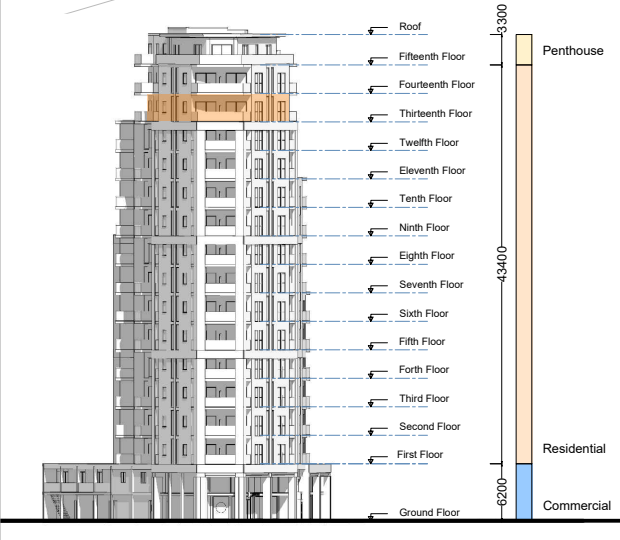 Roof
3300
Penthouse
Fifteenth Floor
Fourteenth Floor
Thirteenth Floor
Twelfth Floor
Eleventh Floor
Tenth Floor
Ninth Floor
43400
Eighth Floor
Seventh Floor
Sixth Floor
Fifth Floor
Forth Floor
Third Floor
Second Floor
Residential
First Floor
6200
Commercial
Ground Floor